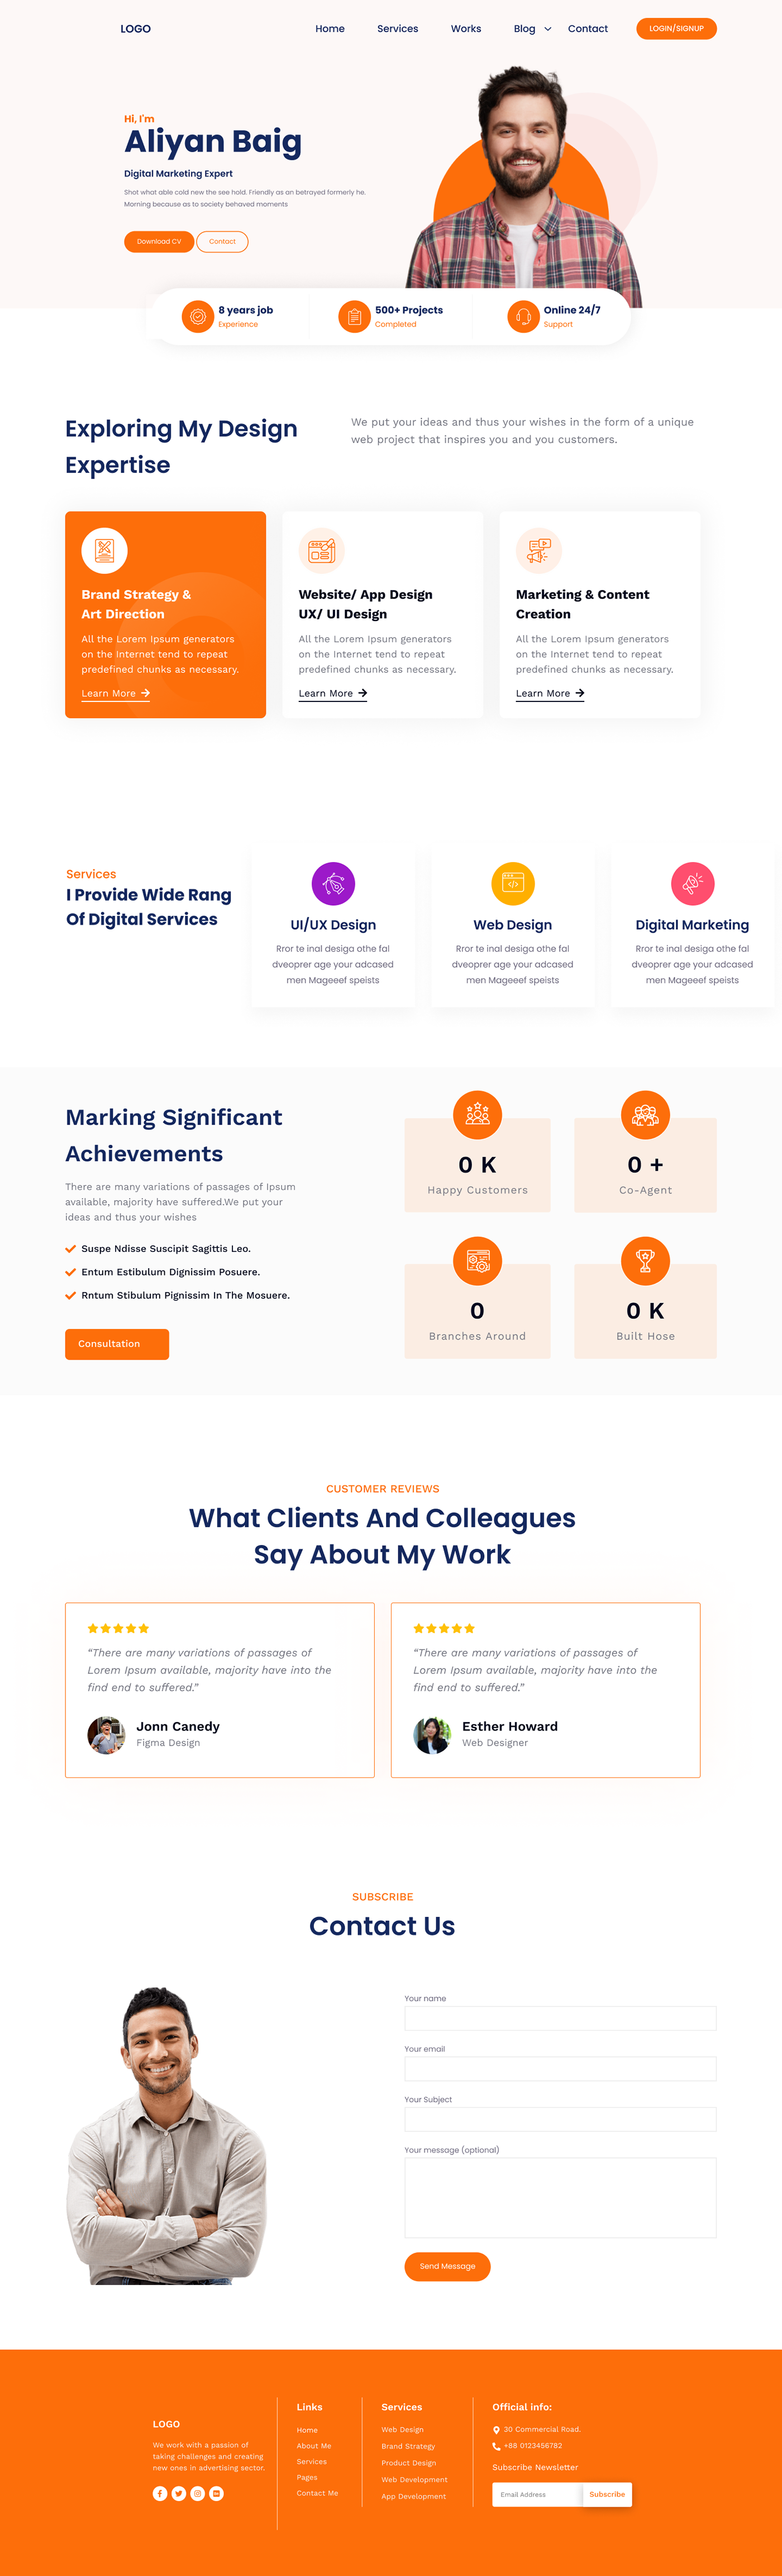 LOGO
Home
Services
Works
Blog
Contact
LOGIN/SIGNUP
Hi, I'm
Aliyan Baig
Digital Marketing Expert
Shot what able cold new the see hold. Friendly as an betrayed formerly he.
Morning because as to society behaved moments
Download CV
Contact
8 years job
Experience
500+ Projects
Completed
Online 24/7
Support
Exploring My Design
Expertise
We put your ideas and thus your wishes in the form of a unique
web project that inspires you and you customers.
Brand Strategy &
Art Direction
All the Lorem Ipsum generators
on the Internet tend to repeat
predefined chunks as necessary.
Learn More
Website/ App Design
UX/ UI Design
All the Lorem Ipsum generators
on the Internet tend to repeat
predefined chunks as necessary.
Learn More
Marketing & Content
Creation
All the Lorem Ipsum generators
on the Internet tend to repeat
predefined chunks as necessary.
Learn More
Services
I Provide Wide Rang
Of Digital Services
UI/UX Design
Rror te inal desiga othe fal
dveoprer age your adcased
men Mageeef speists
Web Design
Rror te inal desiga othe fal
dveoprer age your adcased
men Mageeef speists
Digital Marketing
Rror te inal desiga othe fal
dveoprer age your adcased
men Mageeef speists
Marking Significant
Achievements
There are many variations of passages of Ipsum
available, majority have suffered.We put your
ideas and thus your wishes
Suspe Ndisse Suscipit Sagittis Leo.
Entum Estibulum Dignissim Posuere.
Rntum Stibulum Pignissim In The Mosuere.
Consultation
0 K
Happy Customers
0 +
Co-Agent
0
Branches Around
0 K
Built Hose
CUSTOMER REVIEWS
What Clients And Colleagues
Say About My Work
“There are many variations of passages of
Lorem Ipsum available, majority have into the
find end to suffered.”
Jonn Canedy
Figma Design
“There are many variations of passages of
Lorem Ipsum available, majority have into the
find end to suffered.”
Esther Howard
Web Designer
SUBSCRIBE
Contact Us
Your name
Your email
Your Subject
Your message (optional)
Send Message
LOGO
We work with a passion of
taking challenges and creating
new ones in advertising sector.
Links
Home
About Me
Services
Pages
Contact Me
Services
Web Design
Brand Strategy
Product Design
Web Development
App Development
Official info:
30 Commercial Road.
+68 0123456782
Subscribe Newsletter
Email Address
Subscribe